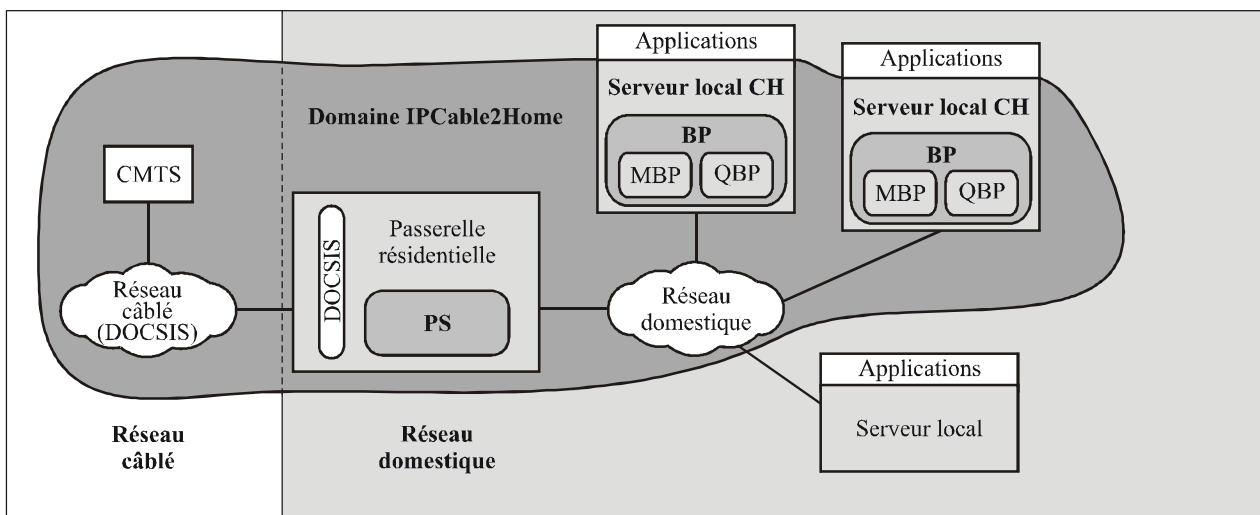 Applications
Serveur local CH
BP
MBP QBP
Applications
Serveur local CH
BP
MBP QBP
Domaine IPCable2Home
CMTS
Réseau
câblé
(DOCSIS)
DOCSIS
Passerelle
résidentielle
PS
Réseau
domestique
Applications
Serveur local
Réseau
câblé
Réseau
domestique